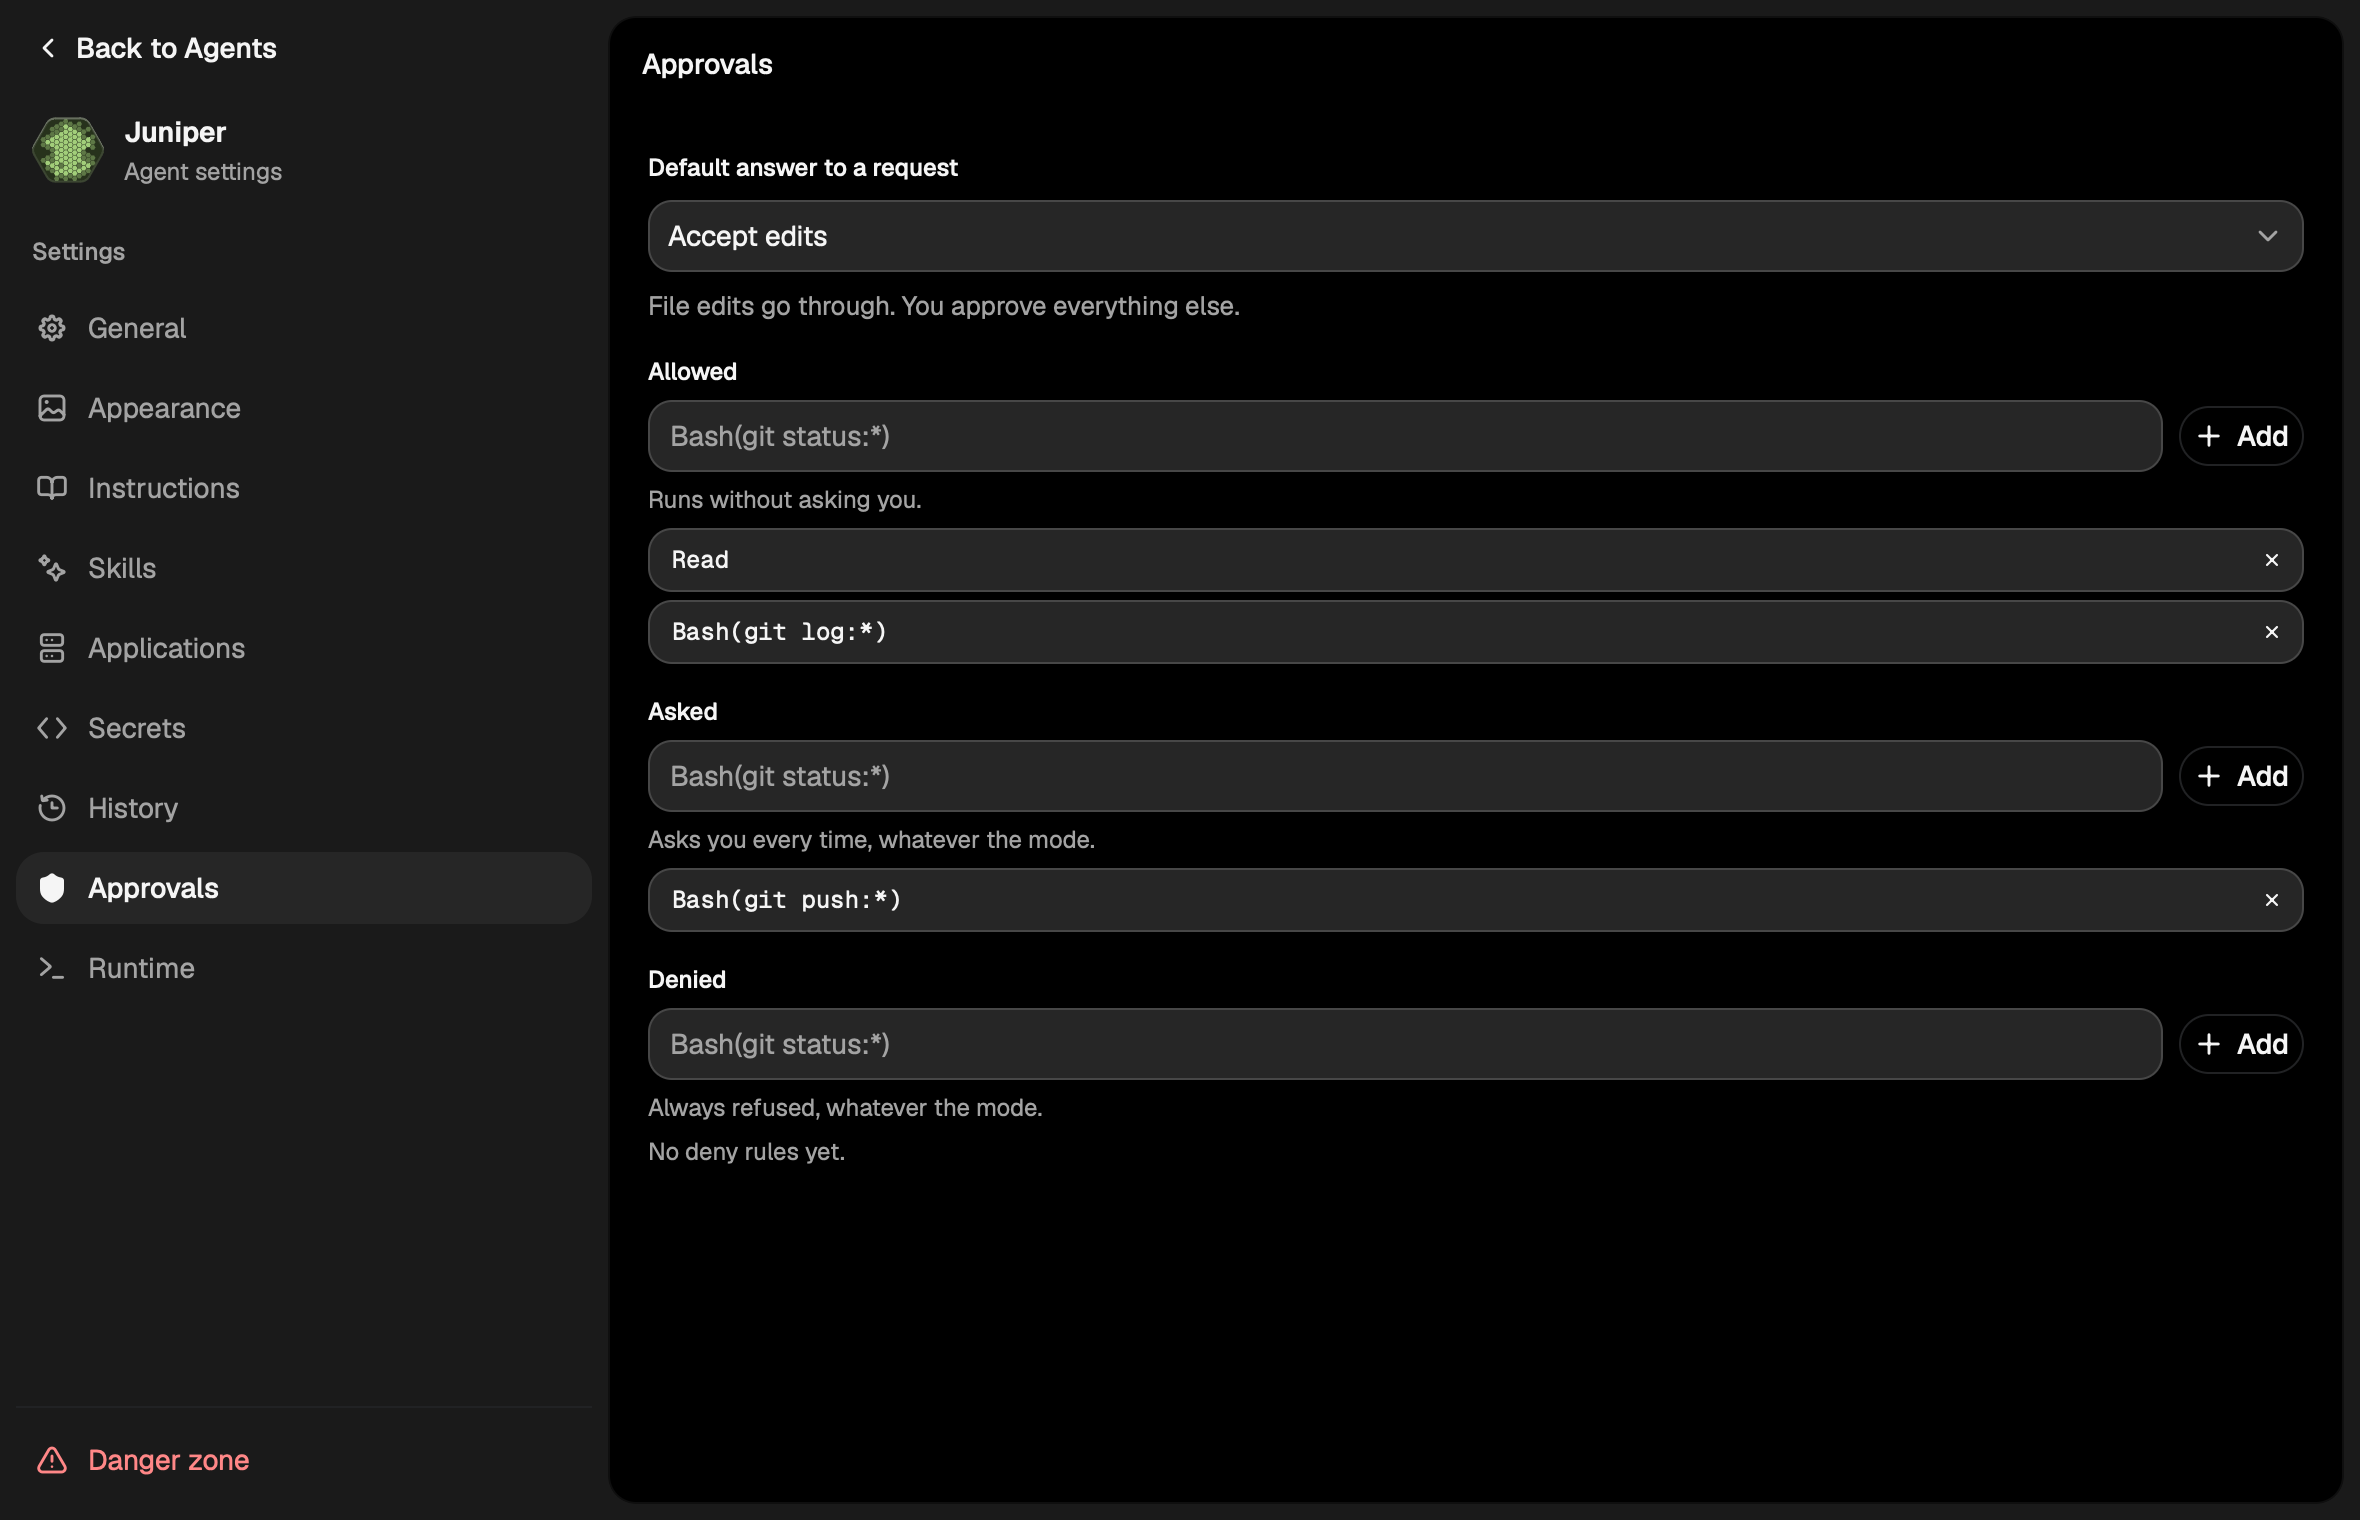 Back to Agents
Juniper
Agent settings
Settings
General
Appearance
Instructions
Skills
Applications
Secrets
History
Approvals
Runtime
Danger zone
Approvals
Default answer to a request
Accept edits
File edits go through. You approve everything else.
Allowed
Bash(git status:*)
Add
Runs without asking you.
Read
Bash(git log:*)
Asked
Bash(git status:*)
Add
Asks you every time, whatever the mode.
Bash(git push:*)
Denied
Bash(git status:*)
Add
Always refused, whatever the mode.
No deny rules yet.